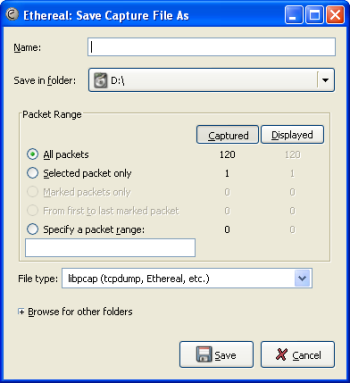 Ethereal: Save Capture File As
Name:
Save in folder: D:\
Packet Range
Captured Displayed
All packets 120 120
Selected packet only 1 1
Marked packets only 0 0
From first to last marked packet 0 0
Specify a packet range: 0 0
File type: libpcap (tcpdump, Ethereal, etc.)
Browse for other folders
Save Cancel